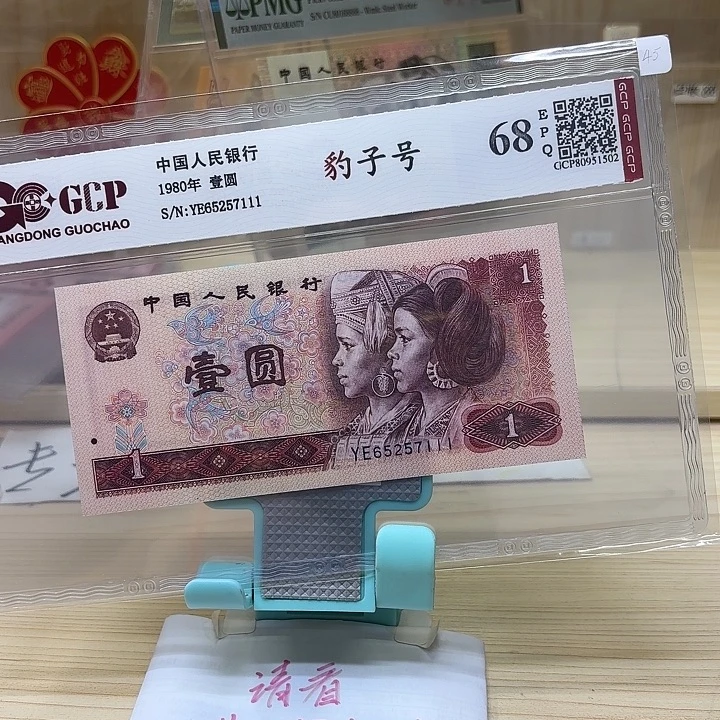 PMG
PAPER MONEY GUARANTY
中国人民银行
45
GCP
ANGDONG GUOCHAO
中国人民银行
1980年 壹圆
S/N:YE65257111
豹子号
68
EPQ
GCP80951502
GCP GCP GCP
中国人民银行
1
壹圆
1
1
YE65257111
专
请看